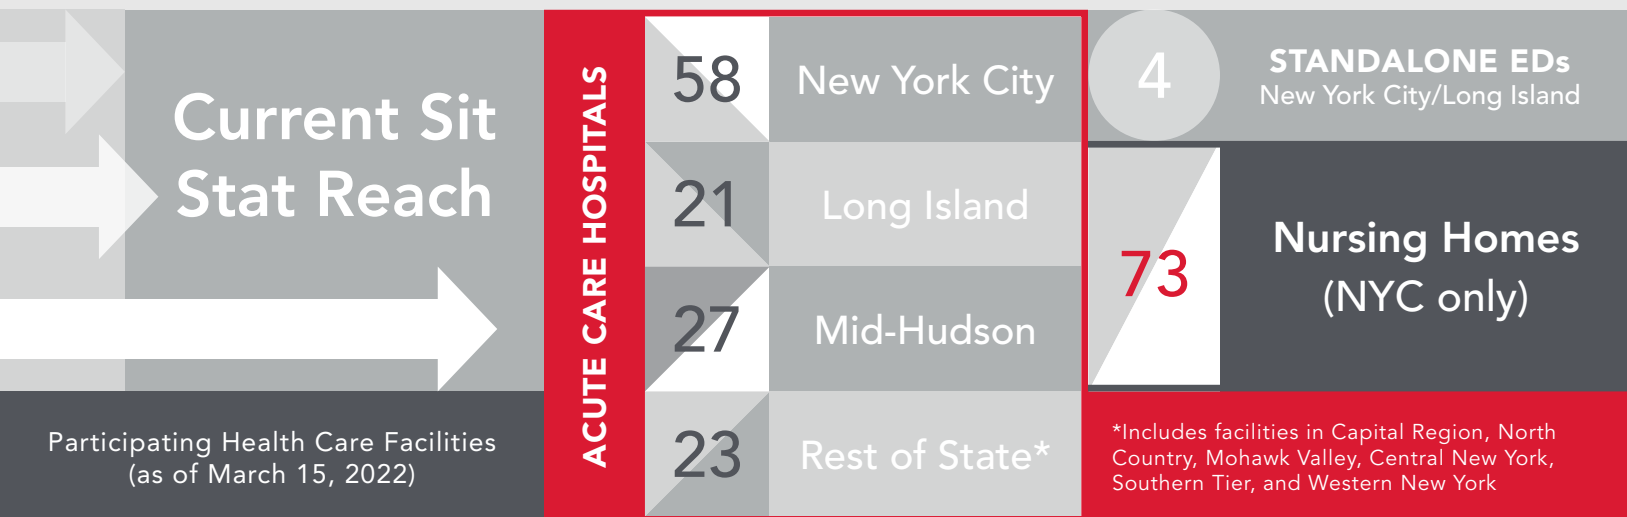 Current Sit
Stat Reach
Participating Health Care Facilities
(as of March 15, 2022)
ACUTE CARE HOSPITALS
58 New York City
21 Long Island
27 Mid-Hudson
23 Rest of State*
4
STANDALONE EDs
New York City/Long Island
73
Nursing Homes
(NYC only)
*Includes facilities in Capital Region, North
Country, Mohawk Valley, Central New York,
Southern Tier, and Western New York